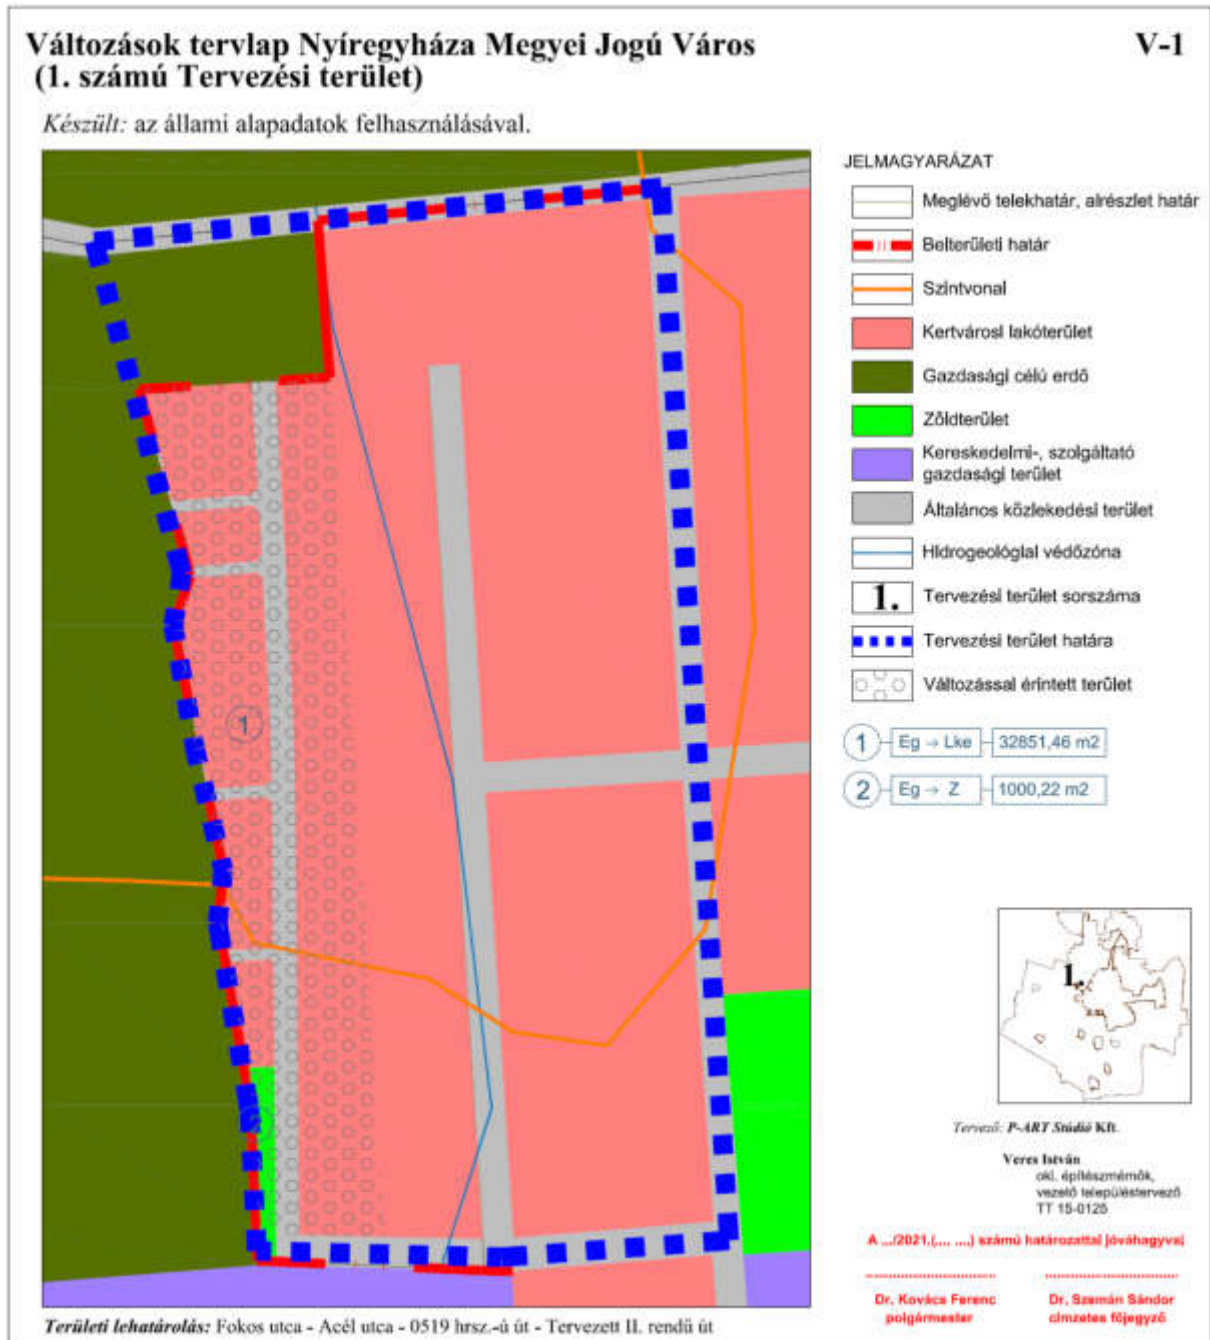 Változások tervlap Nyíregyháza Megyei Jogú Város
V-1
(1. számú Tervezési terület)
Készült: az állami alapadatok felhasználásával.
JELMAGYARÁZAT
Meglévő telekhatár, alrészlet határ
Belterületi határ
Szintvonal
Kertvárosi lakóterület
Gazdasági célú erdő
Zöldterület
Kereskedelmi-, szolgáltató
gazdasági terület
Általános közlekedési terület
Hidrogeológiai védőzóna
1. Tervezési terület sorszáma
Tervezési terület határa
Változással érintett terület
1 Eg → Lke 32851,46 m2
2 Eg → Z 1000,22 m2
1
1.
Tervező: P-ART Stúdió Kft.
Veres István
okl. építészmérnök,
vezető településtervező
TT 15-0125
A .../2021.(.... ....) számú határozattal jóváhagyva:
Dr. Kovács Ferenc
polgármester
Dr. Szemán Sándor
címzetes főjegyző
Területi lehatárolás: Fokos utca - Acél utca - 0519 hrsz.-ú út - Tervezett II. rendű út